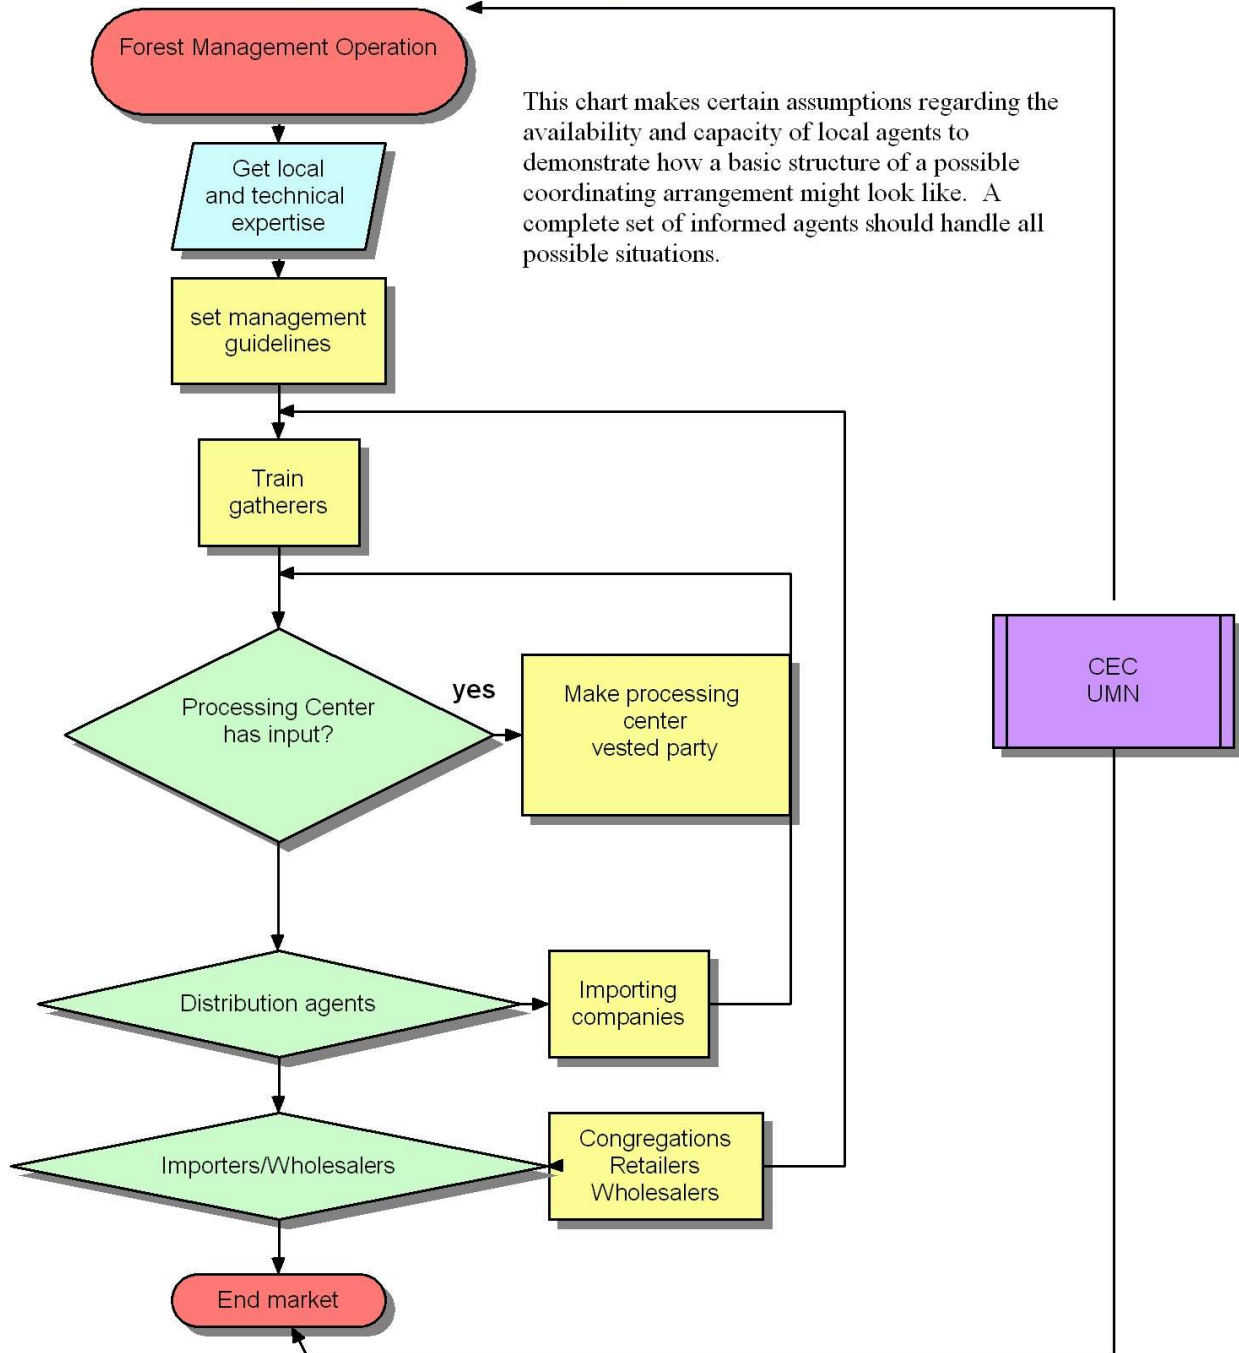 Forest Management Operation
This chart makes certain assumptions regarding the
availability and capacity of local agents to
demonstrate how a basic structure of a possible
coordinating arrangement might look like.  A
complete set of informed agents should handle all
possible situations.
Get local
and technical
expertise
set management
guidelines
Train
gatherers
Processing Center
has input?
yes
Make processing
center
vested party
CEC
UMN
Distribution agents
Importing
companies
Importers/Wholesalers
Congregations
Retailers
Wholesalers
End market